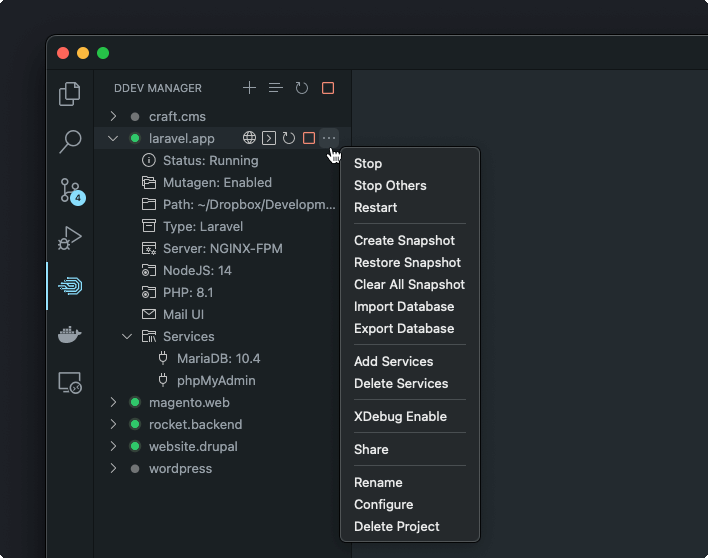 DDEV MANAGER
craft.cms
laravel.app
Status: Running
Mutagen: Enabled
Path: ~/Dropbox/Developm...
Type: Laravel
Server: NGINX-FPM
NodeJS: 14
PHP: 8.1
Mail UI
Services
MariaDB: 10.4
phpMyAdmin
magento.web
rocket.backend
website.drupal
wordpress
4
Stop
Stop Others
Restart
Create Snapshot
Restore Snapshot
Clear All Snapshot
Import Database
Export Database
Add Services
Delete Services
XDebug Enable
Share
Rename
Configure
Delete Project